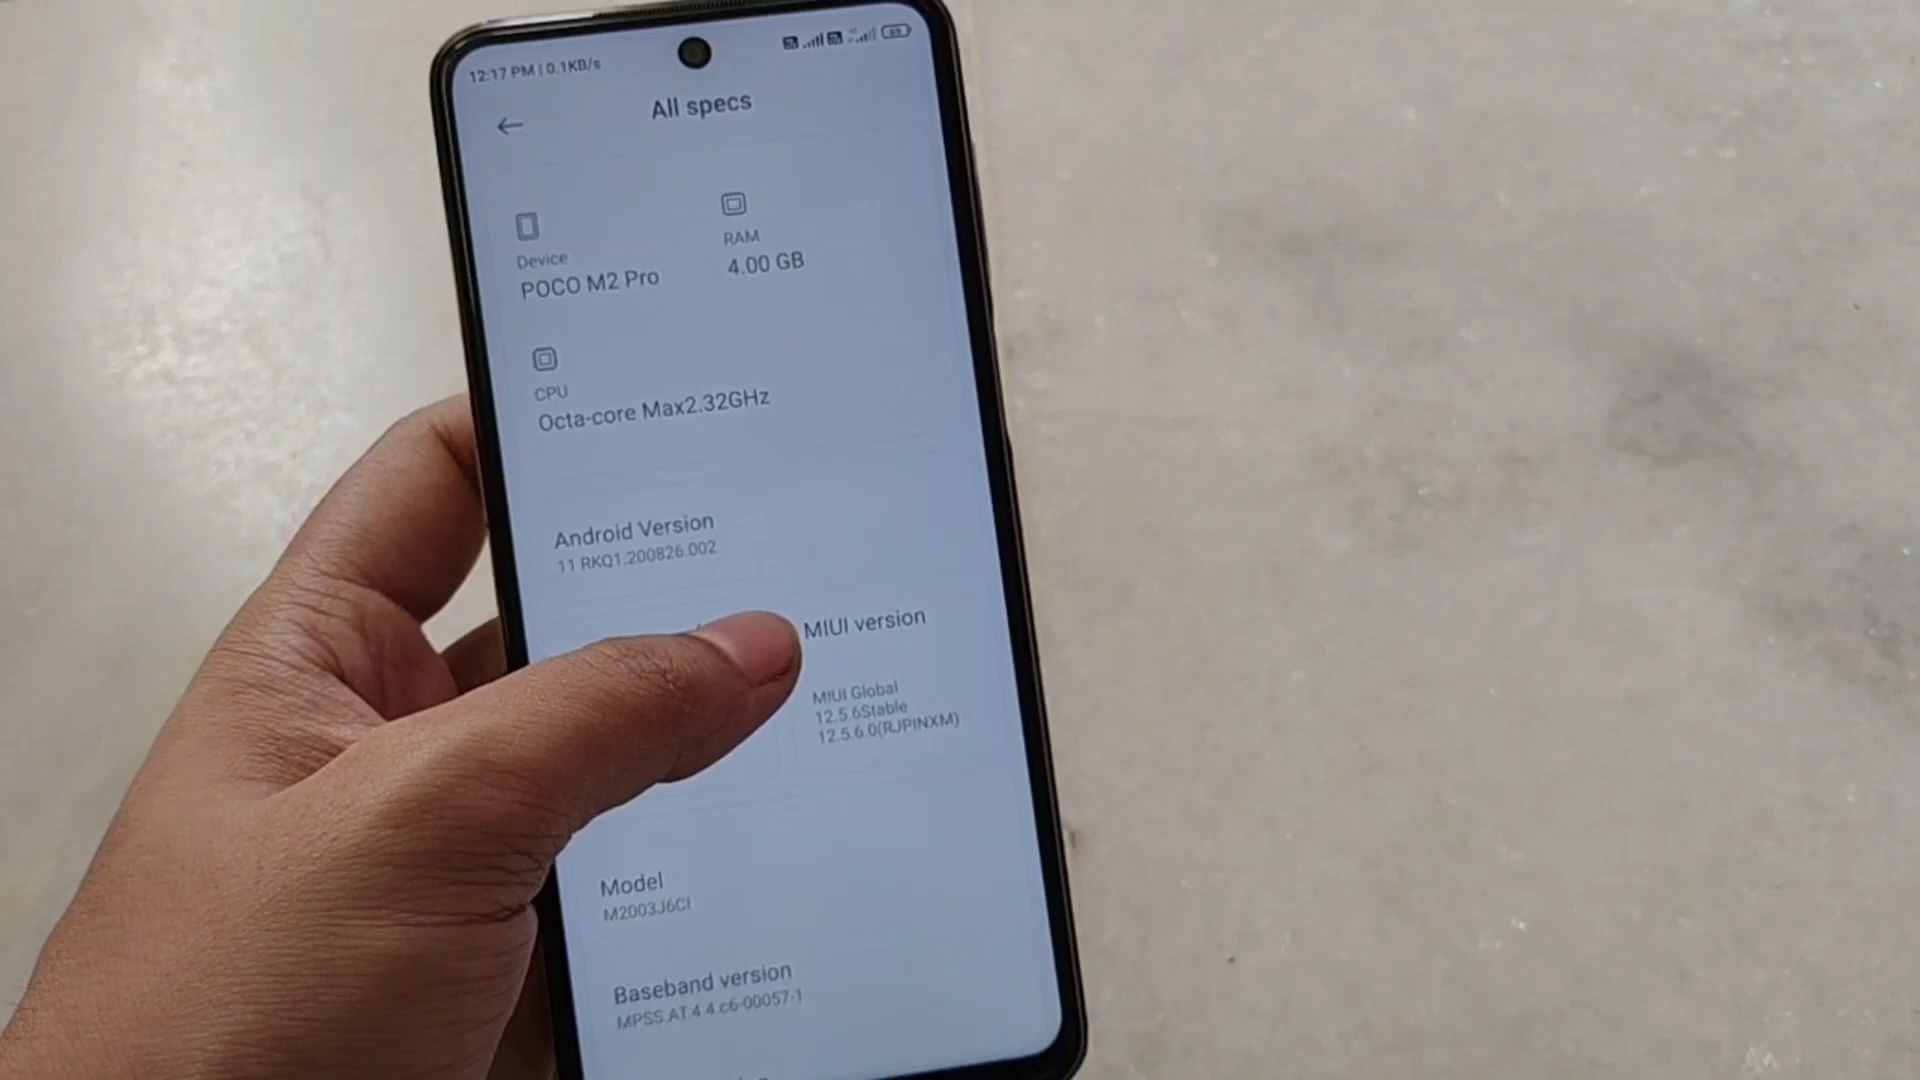 12:17 PM | 0.1KB/s
69
All specs
Device
POCO M2 Pro
RAM
4.00 GB
CPU
Octa-core Max2.32GHz
Android Version
11 RKQ1.200826.002
MIUI version
MIUI Global
12.5.6Stable
12.5.6.0(RJPINXM)
Model
M2003J6CI
Baseband version
MPSS.AT.4.4.c6-00057-1